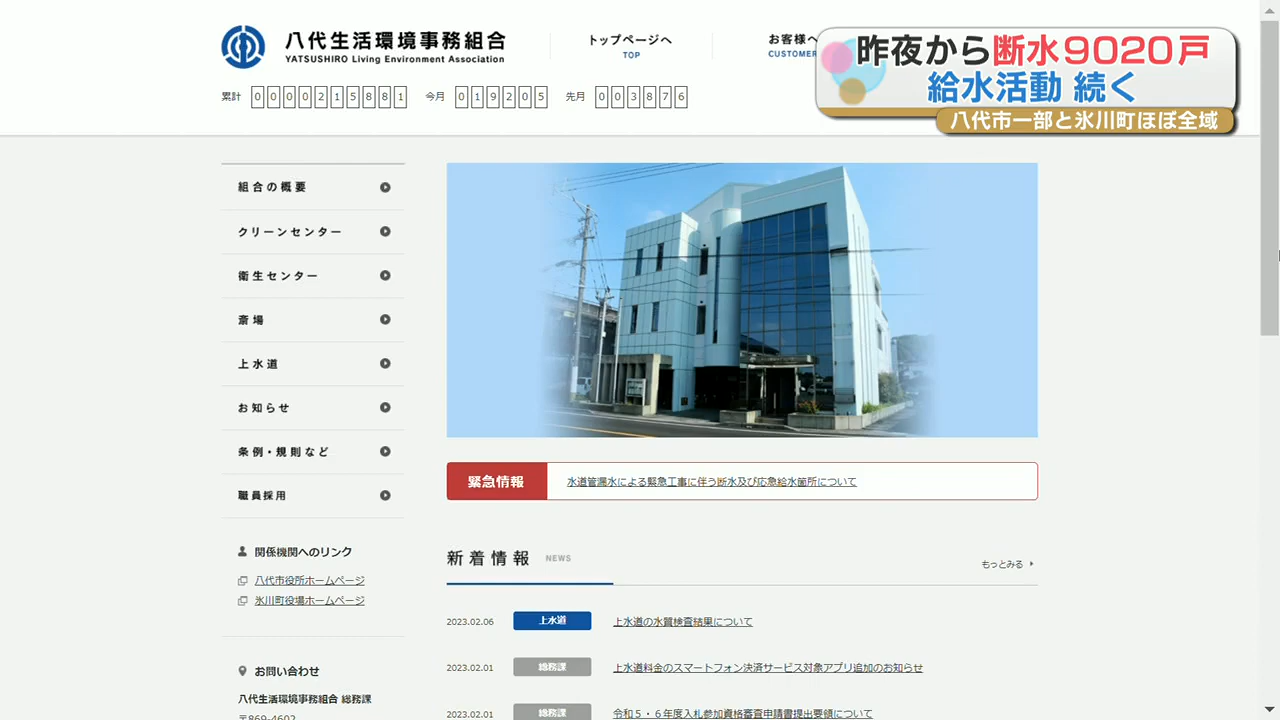 八代生活環境事務組合
YATSUSHIRO Living Environment Association
トップページへ
TOP
お客様へ
CUSTOMER
昨夜から断水9020戸
給水活動 続く
八代市一部と氷川町ほぼ全域
累計 0000215881 今月 019205 先月 003876
組合の概要
クリーンセンター
衛生センター
斎場
上水道
お知らせ
条例・規則など
職員採用
関係機関へのリンク
八代市役所ホームページ
氷川町役場ホームページ
お問い合わせ
八代生活環境事務組合 総務課
〒869-4602
緊急情報 水道管漏水による緊急工事に伴う断水及び応急給水箇所について
新着情報 NEWS
もっとみる
2023.02.06 上水道 上水道の水質検査結果について
2023.02.01 総務課 上水道料金のスマートフォン決済サービス対象アプリ追加のお知らせ
2023.02.01 総務課 令和5・6年度入札参加資格審査申請書提出要領について